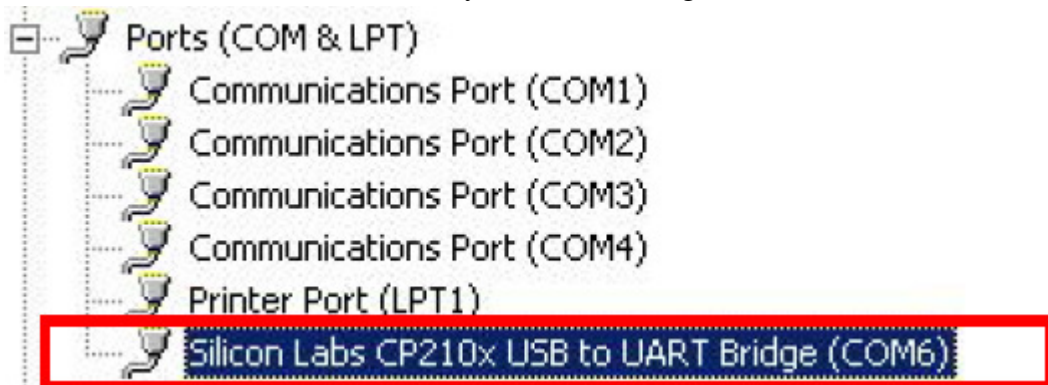 Ports (COM & LPT)
Communications Port (COM1)
Communications Port (COM2)
Communications Port (COM3)
Communications Port (COM4)
Printer Port (LPT1)
Silicon Labs CP210x USB to UART Bridge (COM6)